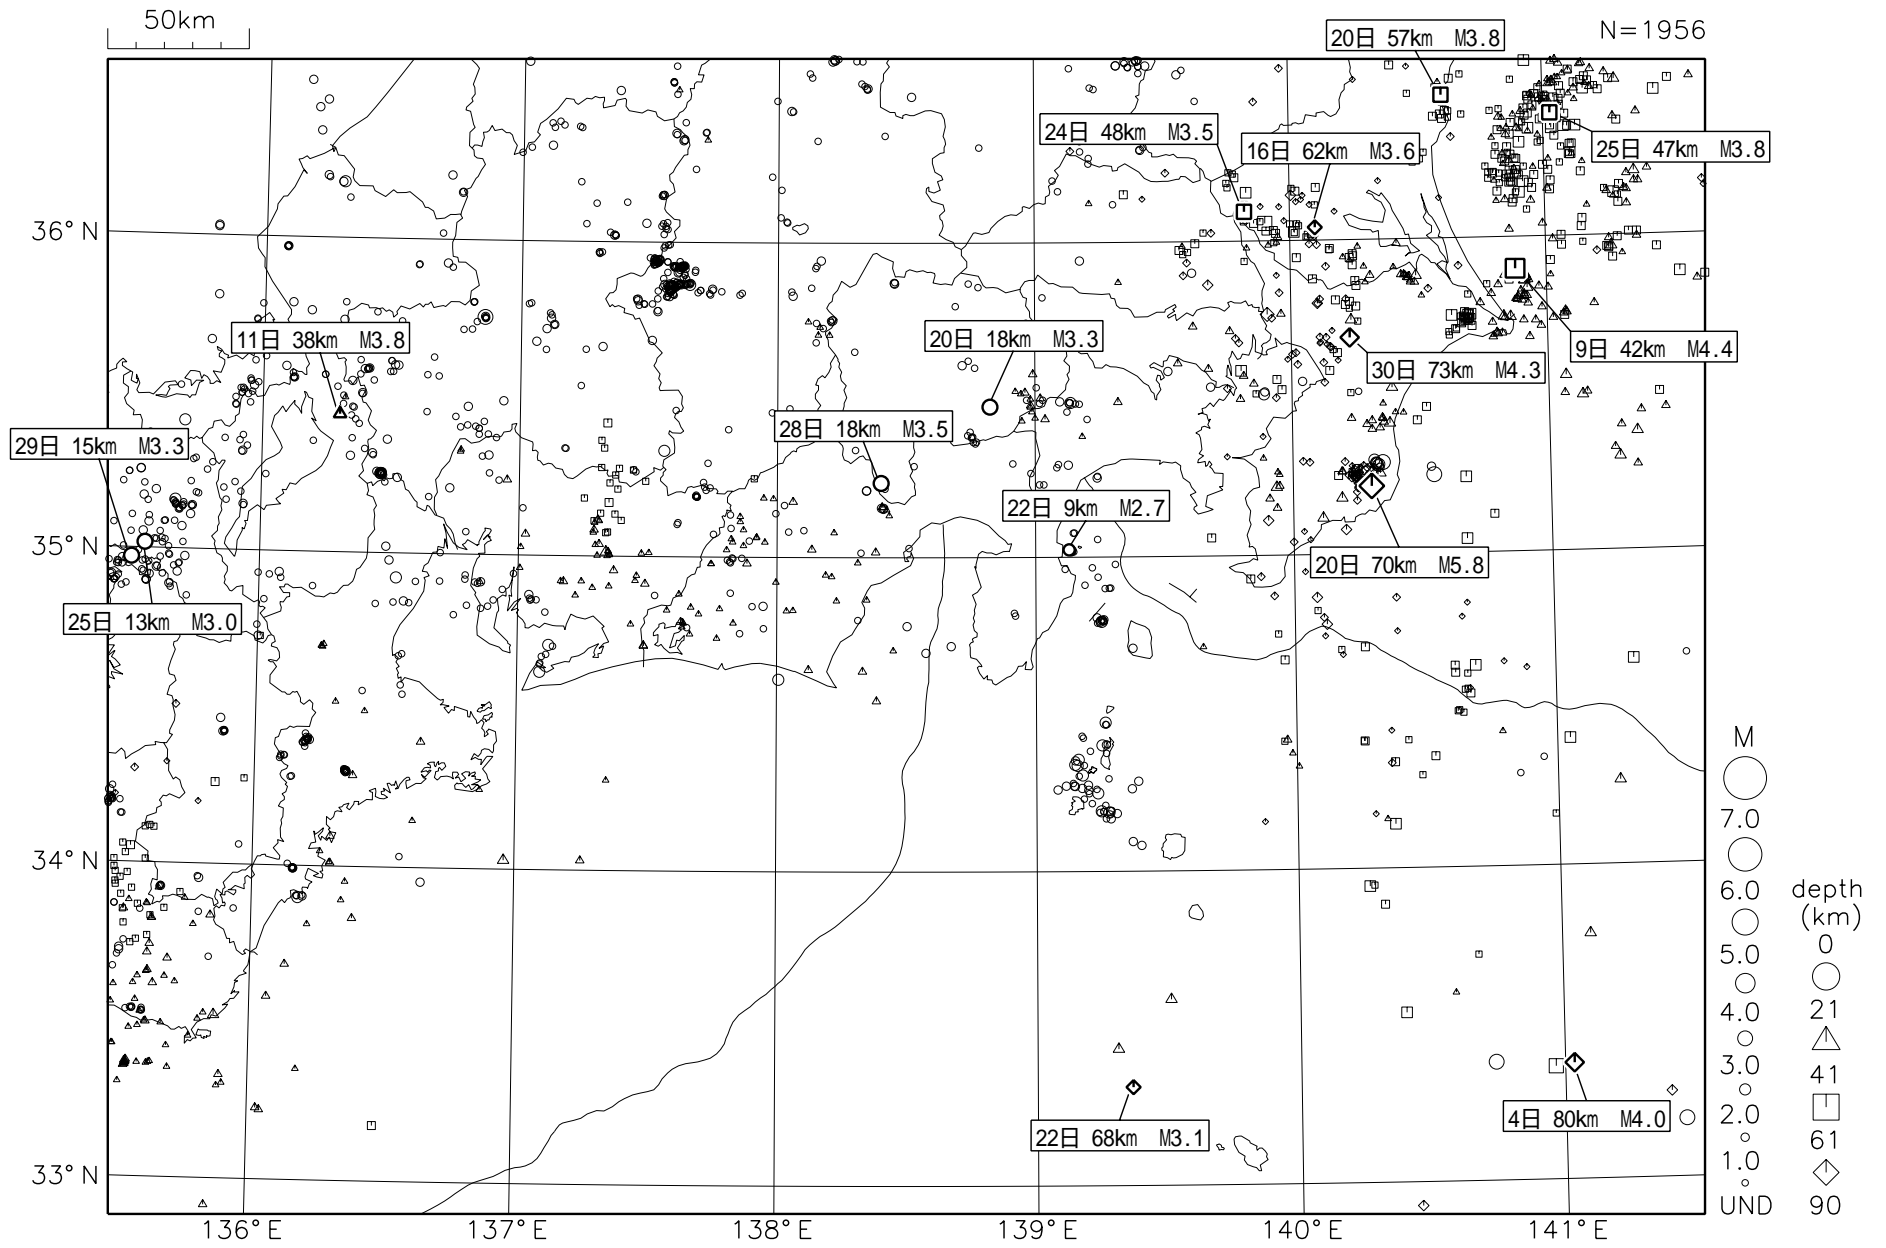 50km
N=1956
20日 57km M3.8
24日 48km M3.5
16日 62km M3.6
25日 47km M3.8
36°N
11日 38km M3.8
20日 18km M3.3
9日 42km M4.4
30日 73km M4.3
28日 18km M3.5
29日 15km M3.3
22日 9km M2.7
35°N
20日 70km M5.8
25日 13km M3.0
34°N
22日 68km M3.1
4日 80km M4.0
33°N
136°E
137°E
138°E
139°E
140°E
141°E
M
7.0
6.0
5.0
4.0
3.0
2.0
1.0
UND
depth
(km)
0
21
41
61
90